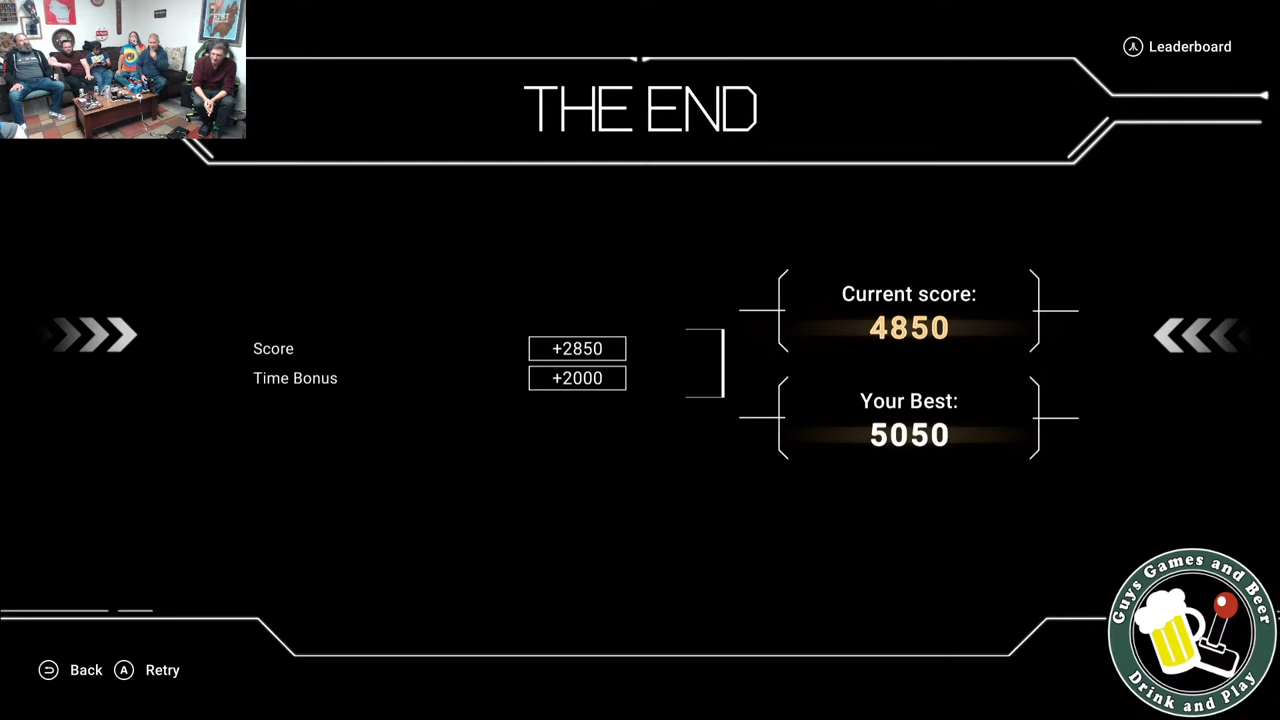 Leaderboard
THE END
Current score:
4850
Score +2850
Time Bonus +2000
Your Best:
5050
Back A Retry
Guys Games and Beer
Drink and Play